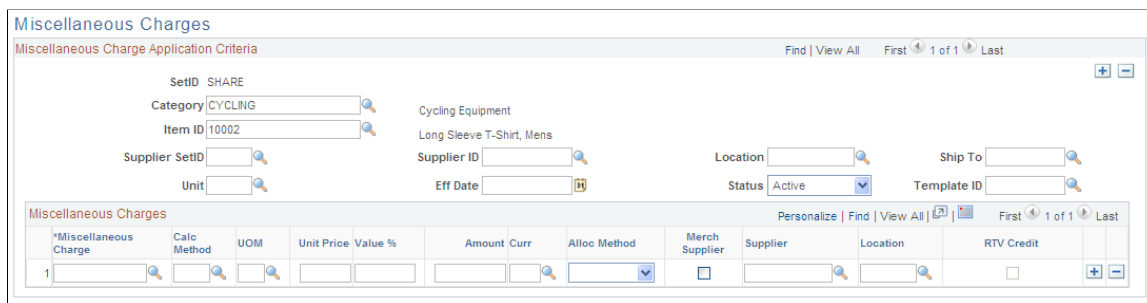 Miscellaneous Charges
Miscellaneous Charge Application Criteria Find | View All First 1 of 1 Last
SetID SHARE
Category CYCLING Cycling Equipment
Item ID 10002 Long Sleeve T-Shirt, Mens
Supplier SetID Supplier ID Location Ship To
Unit Eff Date Status Active Template ID
Miscellaneous Charges Personalize | Find | View All | | First 1 of 1 Last
*Miscellaneous Charge Calc Method UOM Unit Price Value % Amount Curr Alloc Method Merch Supplier Supplier Location RTV Credit
1